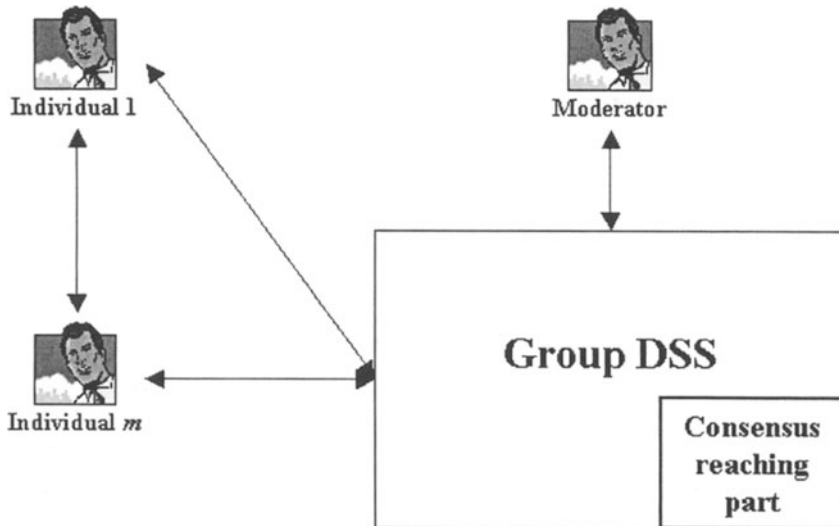 Individual 1
Moderator
Individual m
Group DSS
Consensus
reaching
part